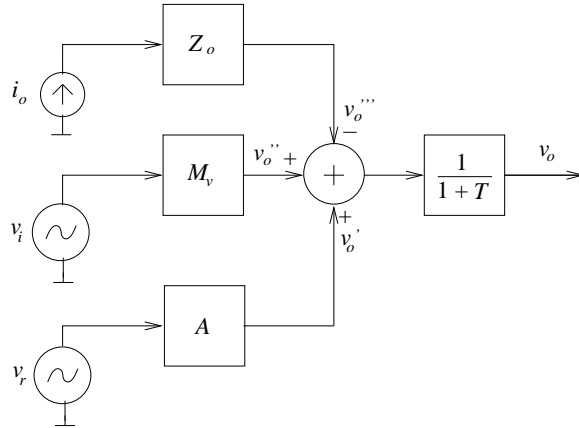 Z_o
i_o
v_o'''
−
v_o'' +
M_v
+
1
1 + T
v_o
v_i
+
v_o'
A
v_r